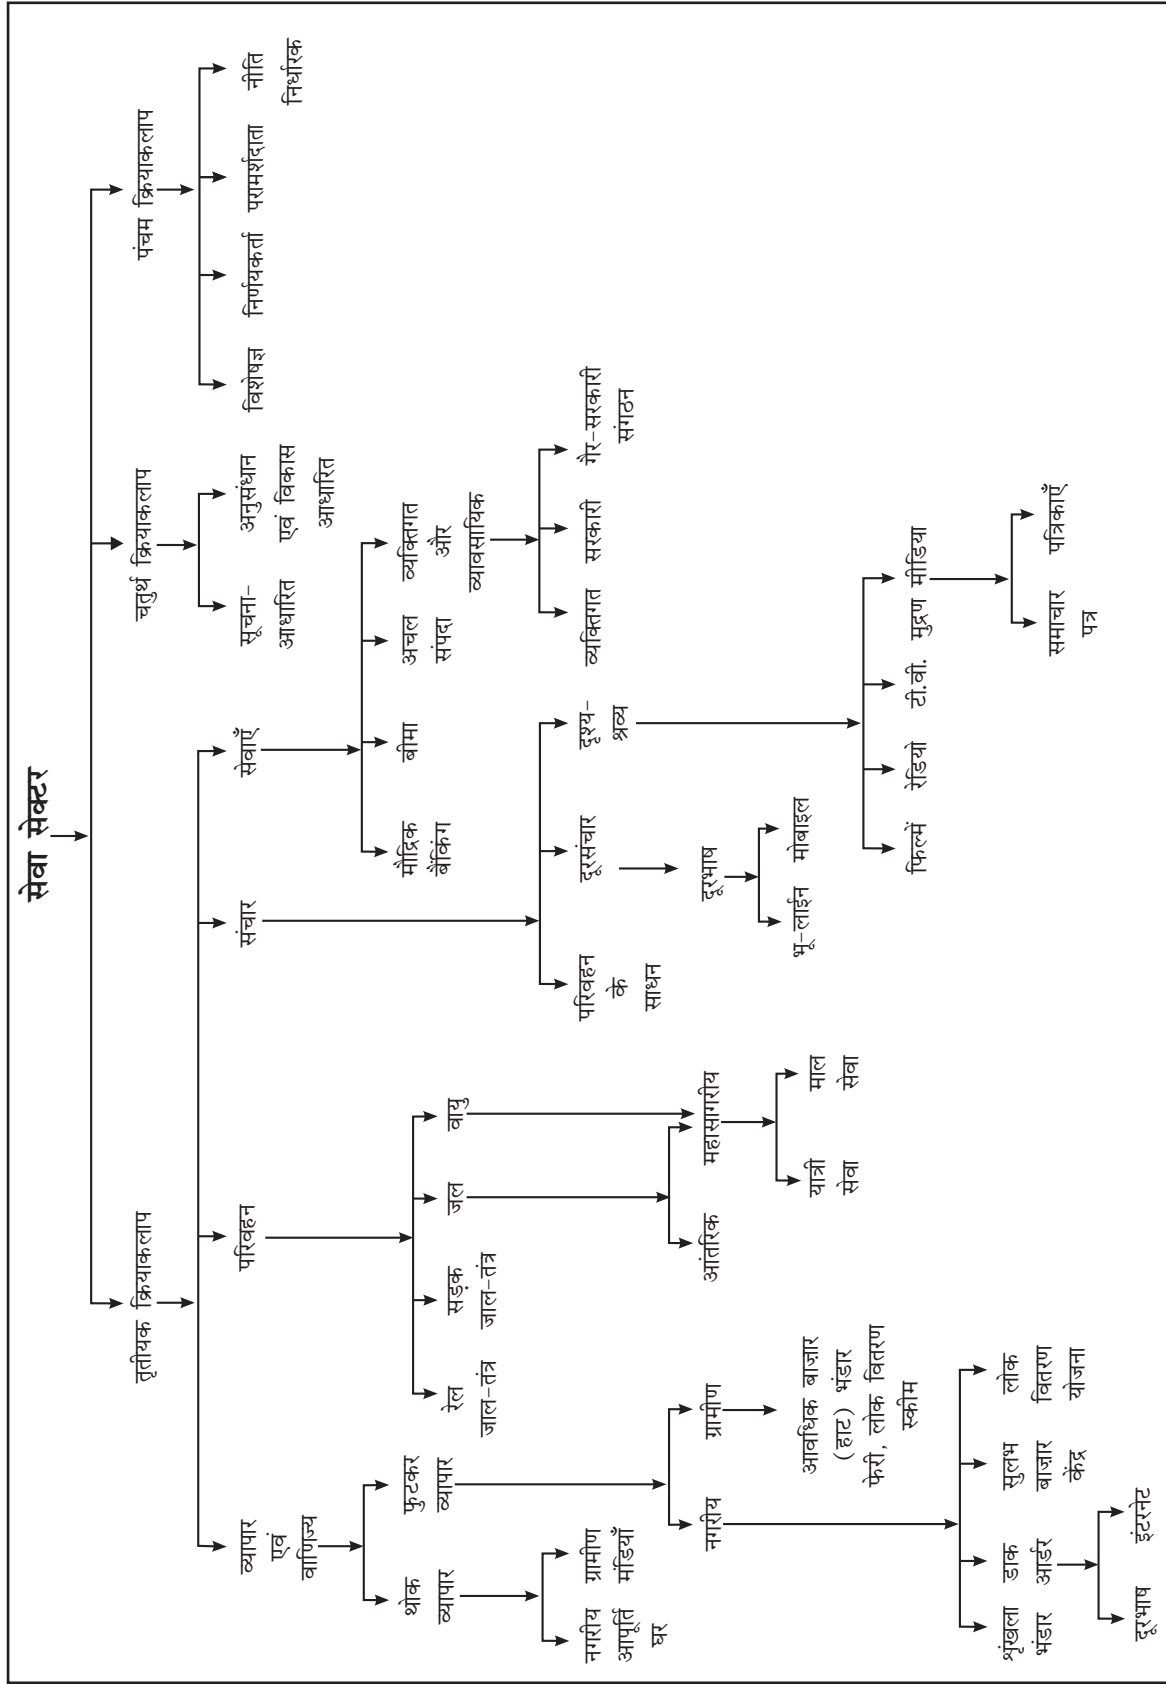 सेवा सेक्टर
तृतीयक क्रियाकलाप
चतुर्थ क्रियाकलाप
पंचम क्रियाकलाप
व्यापार
एवं
वाणिज्य
परिवहन
संचार
सेवाएँ
सूचना-
आधारित
अनुसंधान
एवं विकास
आधारित
विशेषज्ञ
निर्णयकर्ता
परामर्शदाता
नीति
निर्धारक
थोक
व्यापार
फुटकर
व्यापार
रेल
जाल-तंत्र
सड़क
जाल-तंत्र
जल
वायु
मौद्रिक
बैंकिंग
बीमा
अचल
संपदा
व्यक्तिगत
और
व्यावसायिक
नगरीय
आपूर्ति
घर
ग्रामीण
मंडियाँ
परिवहन
के
साधन
दूरसंचार
दृश्य-
श्रव्य
व्यक्तिगत
सरकारी
गैर-सरकारी
संगठन
नगरीय
ग्रामीण
आंतरिक
महासागरीय
दूरभाष
आवधिक बाज़ार
(हाट) भंडार
फेरी, लोक वितरण
स्कीम
यात्री
सेवा
माल
सेवा
भू-लाईन
मोबाइल
फिल्में
रेडियो
टी.वी.
मुद्रण मीडिया
शृंखला
भंडार
डाक
आर्डर
सुलभ
बाज़ार
केंद्र
लोक
वितरण
योजना
समाचार
पत्र
पत्रिकाएँ
दूरभाष
इंटरनेट